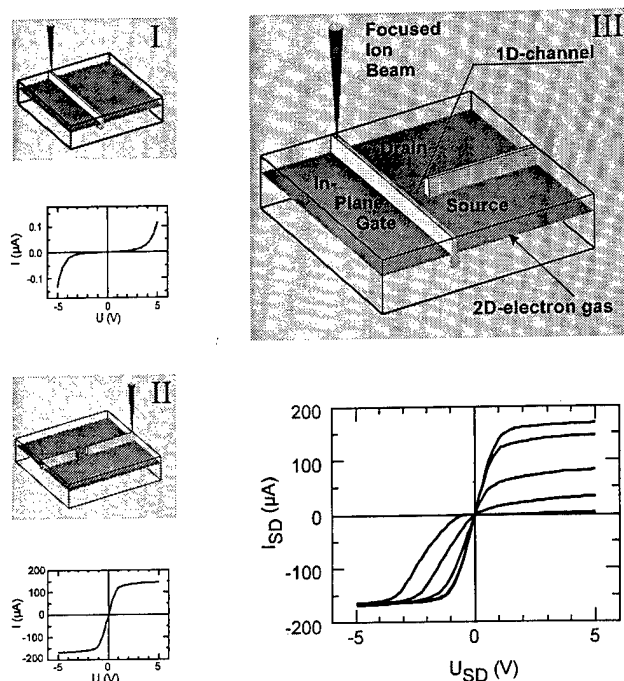 I
I (µA)
0.1
0.0
-0.1
-5
0
5
U (V)
II
I (µA)
200
100
0
-100
-200
-5
0
5
U (V)
III
Focused
Ion
Beam
1D-channel
Drain
In-
Plane-
Gate
Source
2D-electron gas
I_SD (µA)
200
100
0
-100
-200
-5
0
5
U_SD (V)